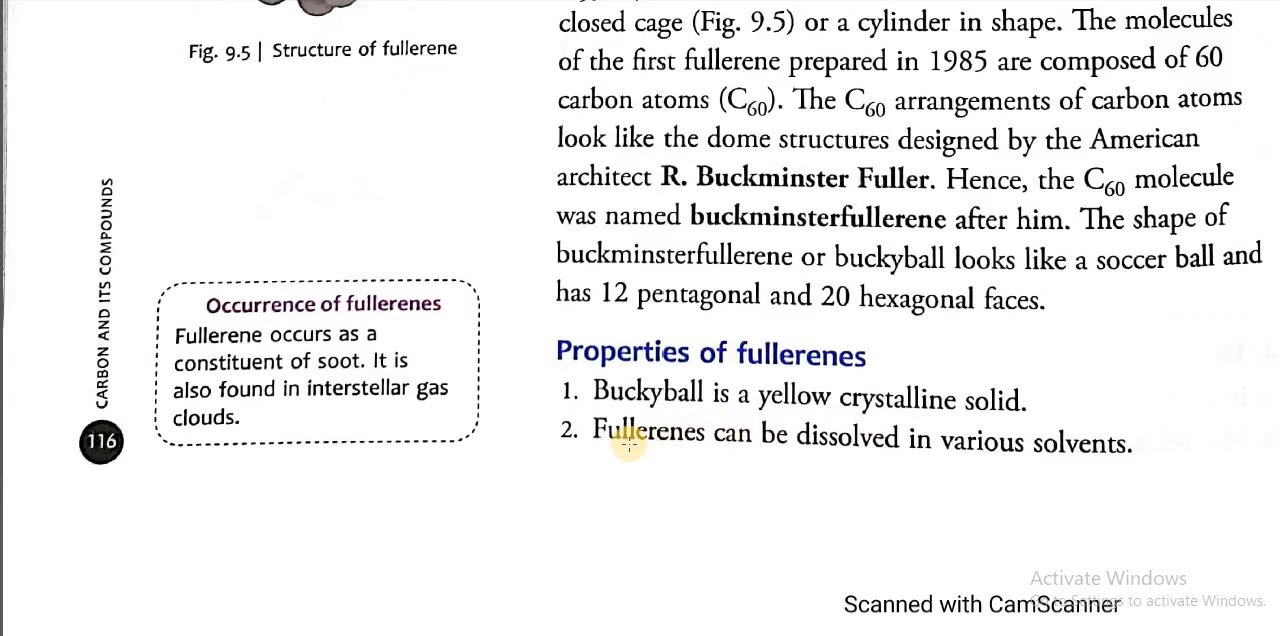 closed cage (Fig. 9.5) or a cylinder in shape. The molecules
of the first fullerene prepared in 1985 are composed of 60
carbon atoms (C₆₀). The C₆₀ arrangements of carbon atoms
look like the dome structures designed by the American
architect R. Buckminster Fuller. Hence, the C₆₀ molecule
was named buckminsterfullerene after him. The shape of
buckminsterfullerene or buckyball looks like a soccer ball and
has 12 pentagonal and 20 hexagonal faces.
Properties of fullerenes
1. Buckyball is a yellow crystalline solid.
2. Fullerenes can be dissolved in various solvents.
Fig. 9.5 | Structure of fullerene
Occurrence of fullerenes
Fullerene occurs as a
constituent of soot. It is
also found in interstellar gas
clouds.
CARBON AND ITS COMPOUNDS
116
Scanned with CamScanner
Activate Windows
Go to Settings to activate Windows.